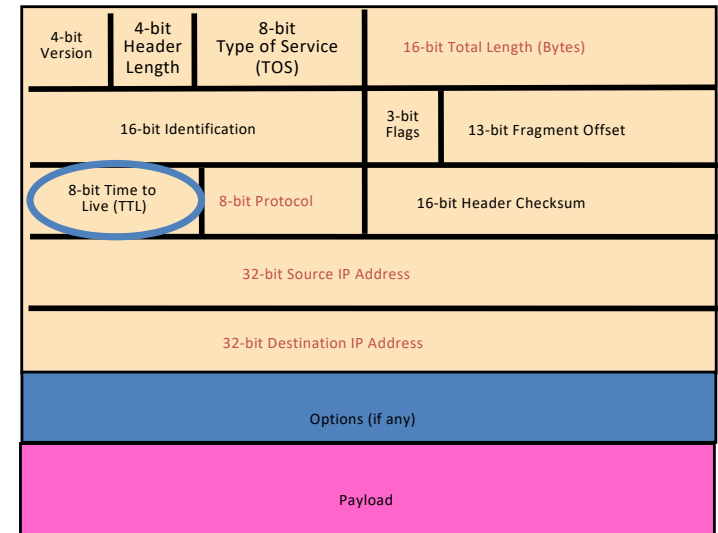 4-bit
Version
4-bit
Header
Length
8-bit
Type of Service
(TOS)
16-bit Total Length (Bytes)
16-bit Identification
3-bit
Flags
13-bit Fragment Offset
8-bit Time to
Live (TTL)
8-bit Protocol
16-bit Header Checksum
32-bit Source IP Address
32-bit Destination IP Address
Options (if any)
Payload